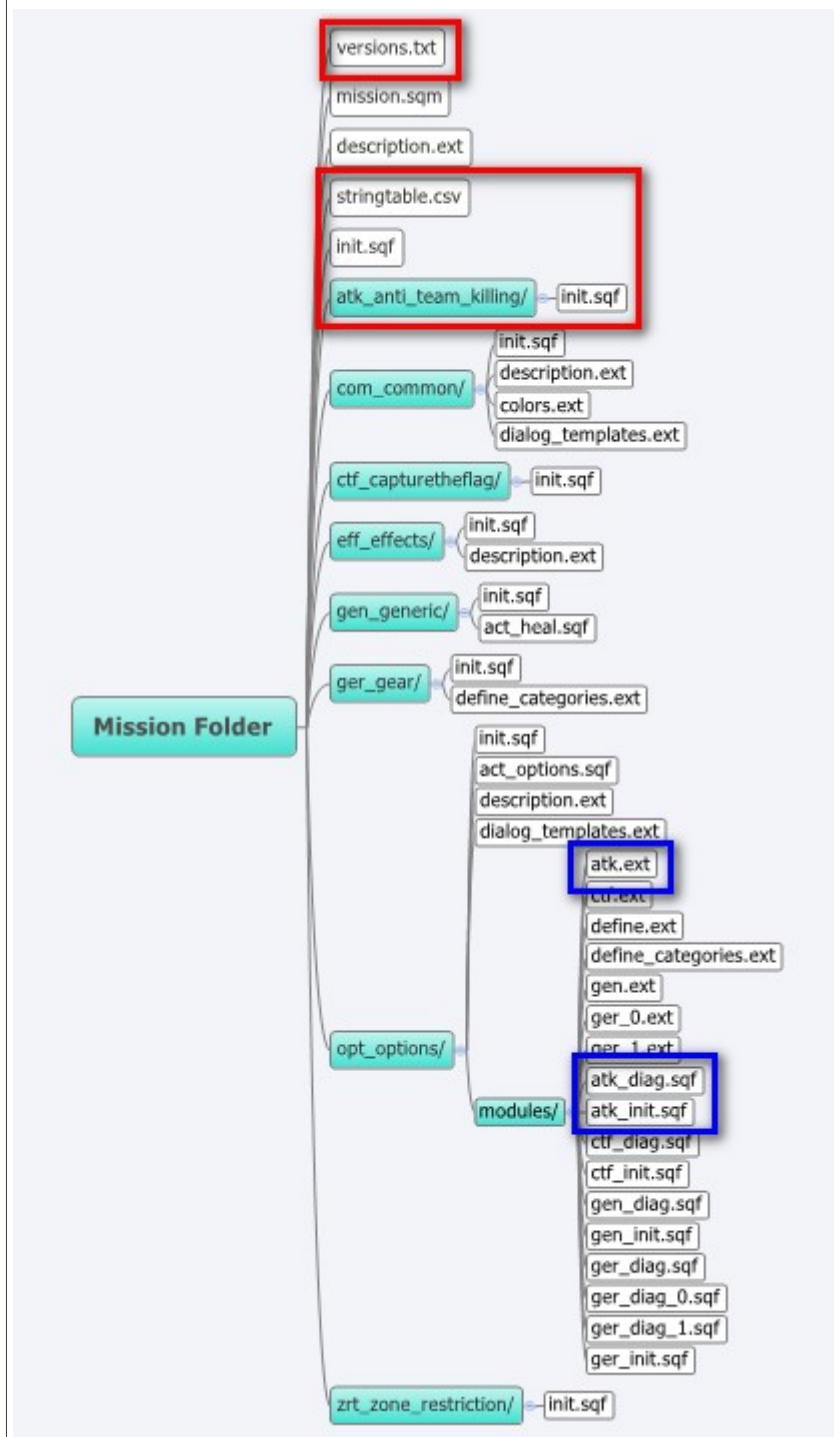 versions.txt
mission.sqm
description.ext
stringtable.csv
init.sqf
atk_anti_team_killing/
init.sqf
com_common/
init.sqf
description.ext
colors.ext
dialog_templates.ext
ctf_capturetheflag/
init.sqf
eff_effects/
init.sqf
description.ext
gen_generic/
init.sqf
act_heal.sqf
ger_gear/
init.sqf
define_categories.ext
Mission Folder
opt_options/
init.sqf
act_options.sqf
description.ext
dialog_templates.ext
modules/
atk.ext
ctf.ext
define.ext
define_categories.ext
gen.ext
ger_0.ext
ger_1.ext
atk_diag.sqf
atk_init.sqf
ctf_diag.sqf
ctf_init.sqf
gen_diag.sqf
gen_init.sqf
ger_diag.sqf
ger_diag_0.sqf
ger_diag_1.sqf
ger_init.sqf
zrt_zone_restriction/
init.sqf